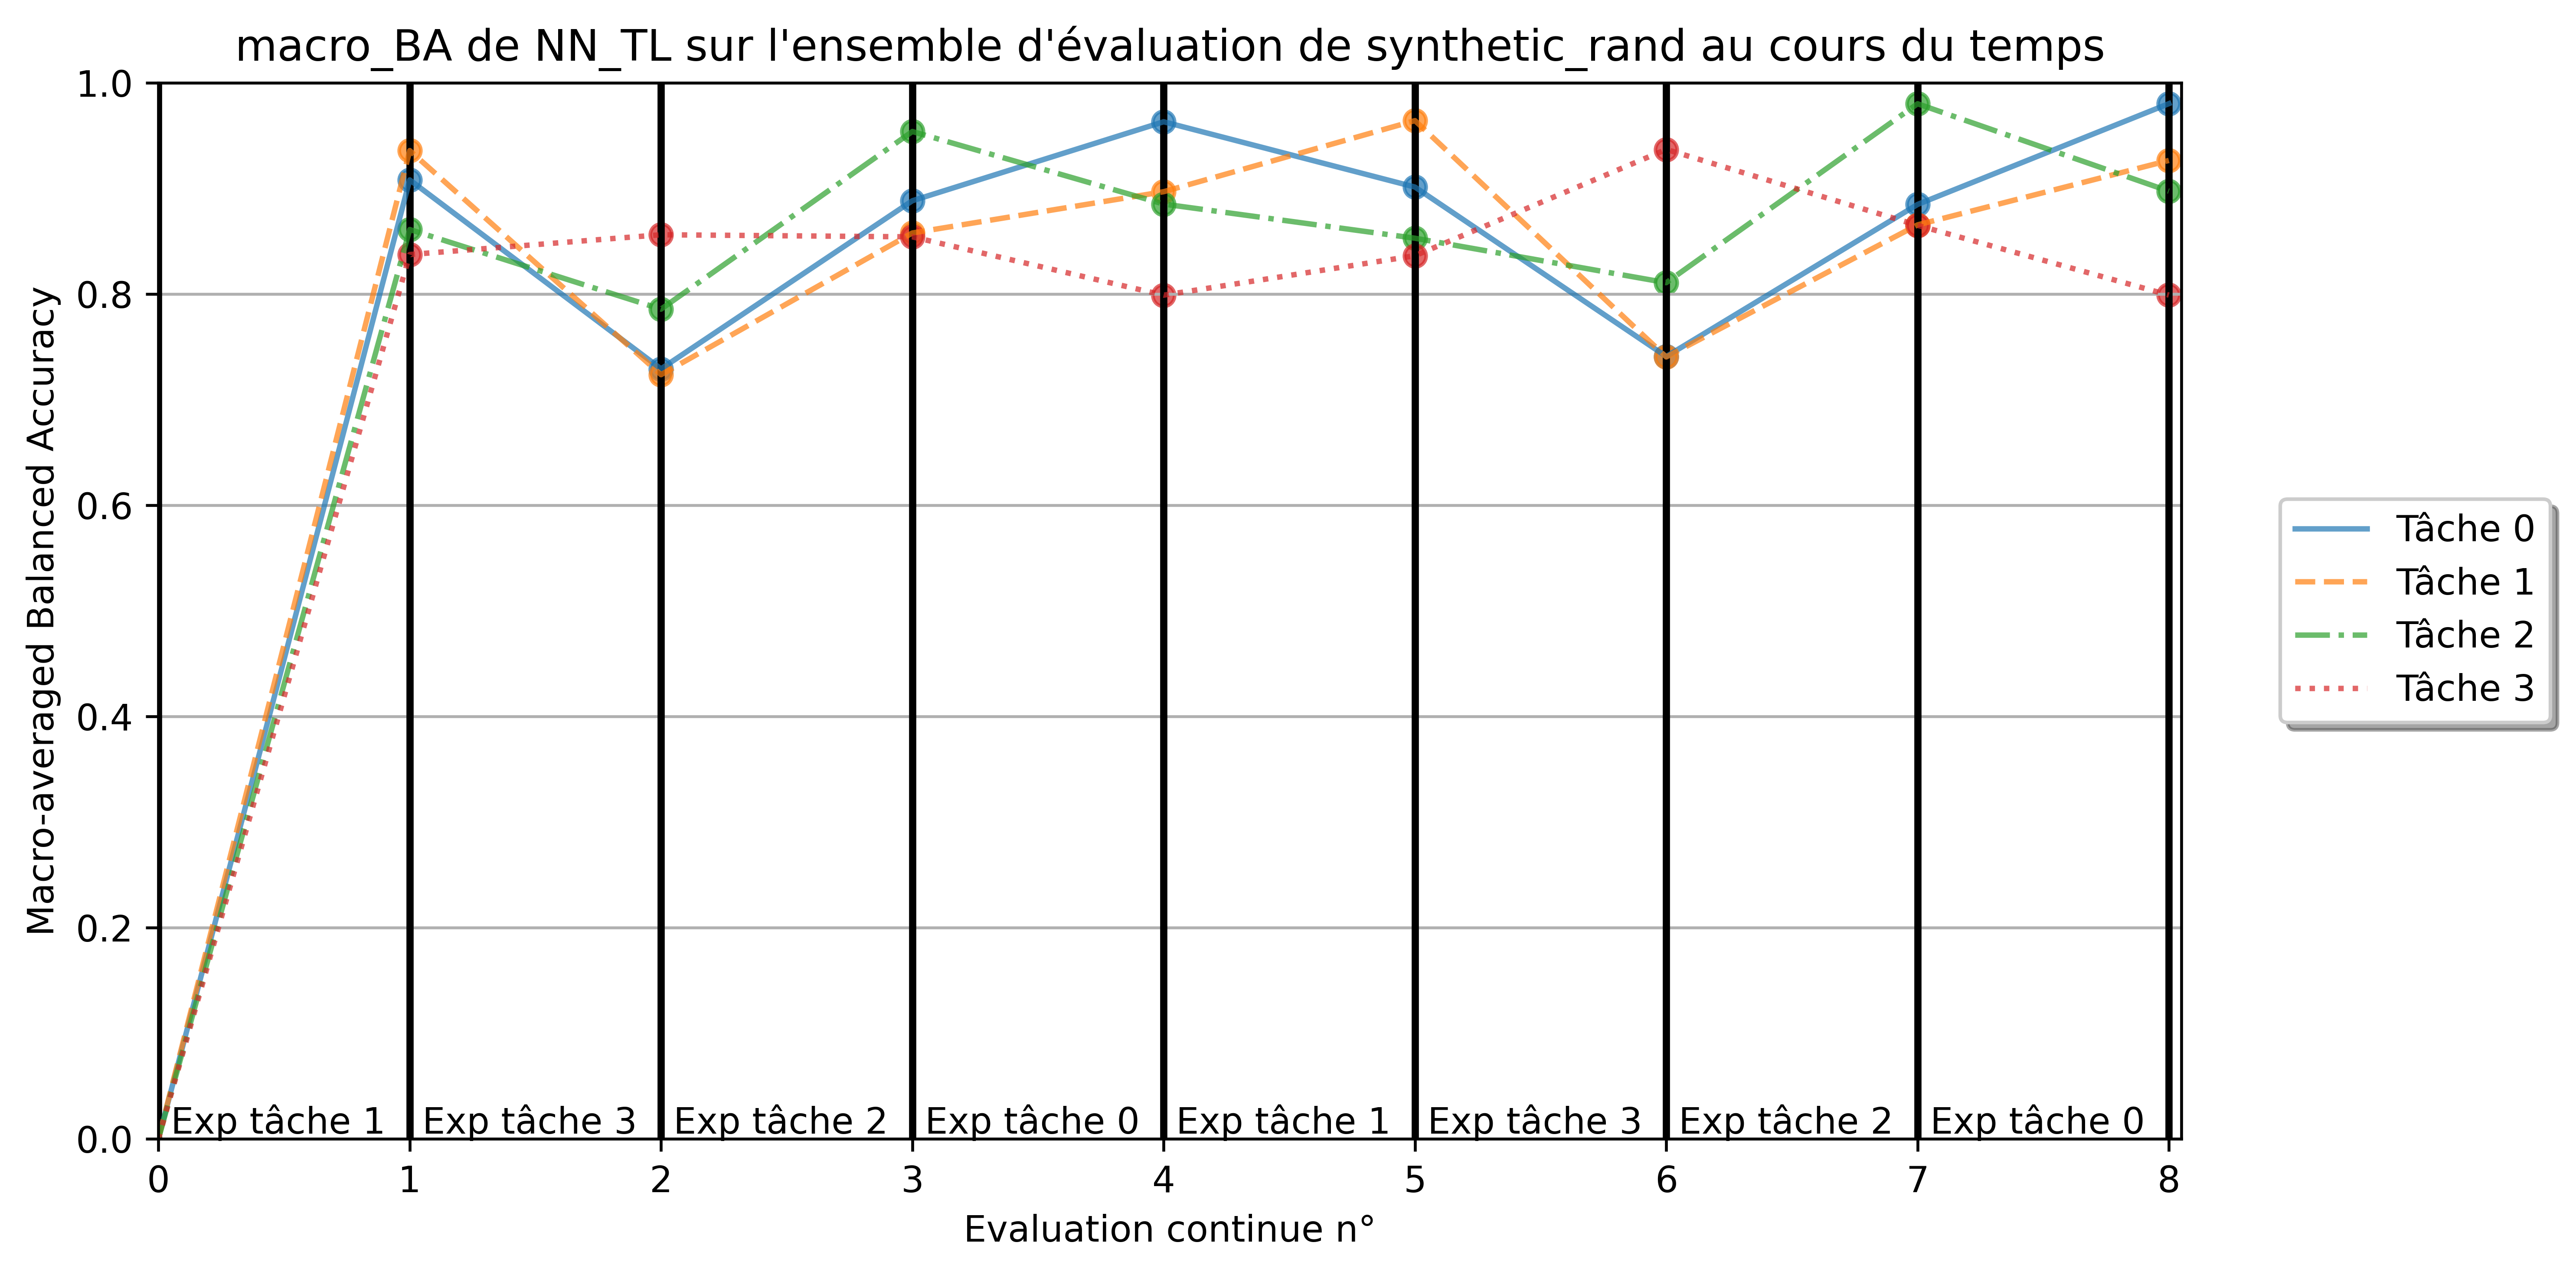 macro_BA de NN_TL sur l'ensemble d'évaluation de synthetic_rand au cours du temps
Macro-averaged Balanced Accuracy
1.0
0.8
0.6
0.4
0.2
0.0
Exp tâche 1
Exp tâche 3
Exp tâche 2
Exp tâche 0
Exp tâche 1
Exp tâche 3
Exp tâche 2
Exp tâche 0
0 1 2 3 4 5 6 7 8
Evaluation continue n°
Tâche 0
Tâche 1
Tâche 2
Tâche 3